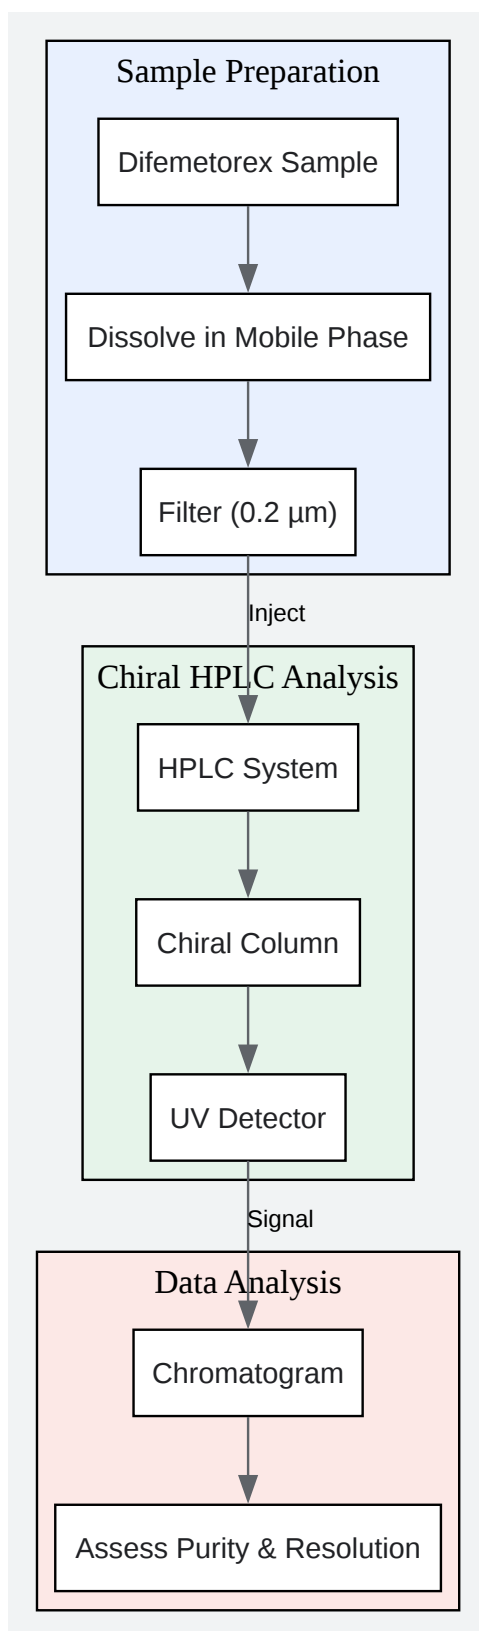 Sample Preparation
Difemetorex Sample
Dissolve in Mobile Phase
Filter (0.2 µm)
Inject
Chiral HPLC Analysis
HPLC System
Chiral Column
UV Detector
Signal
Data Analysis
Chromatogram
Assess Purity & Resolution